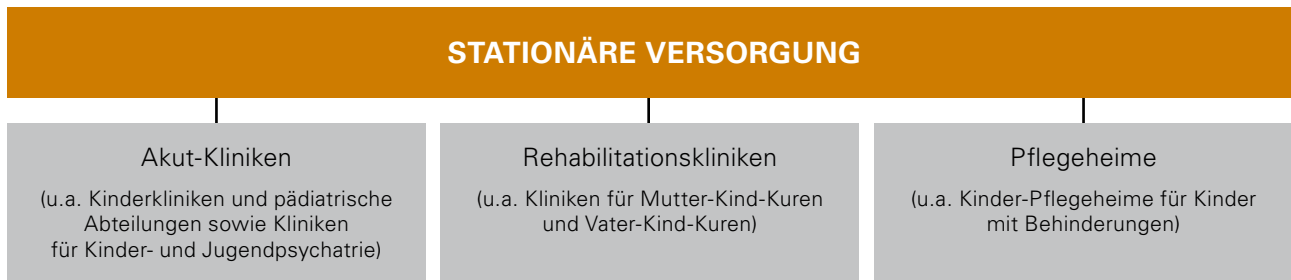 STATIONÄRE VERSORGUNG
Akut-Kliniken
(u.a. Kinderkliniken und pädiatrische
Abteilungen sowie Kliniken
für Kinder- und Jugendpsychatrie)
Rehabilitationskliniken
(u.a. Kliniken für Mutter-Kind-Kuren
und Vater-Kind-Kuren)
Pflegeheime
(u.a. Kinder-Pflegeheime für Kinder
mit Behinderungen)